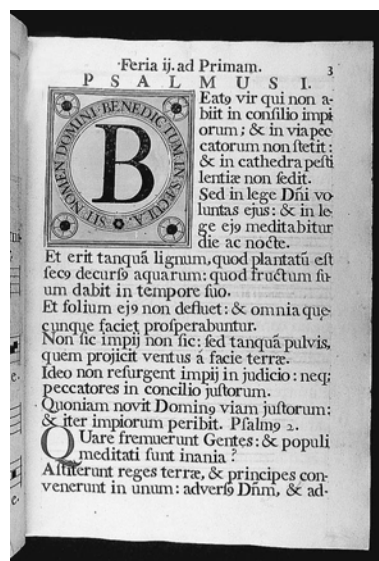 ·Feria ij. ad Primam. 3
PSALMUS I.
B
SIT NOMEN DOMINI BENEDICTUM IN SÆCULA.
Eatꝯ vir qui non a-
biit in conſilio impi
orum; & in via pec
catorum non ſtetit:
& in cathedra peſti
lentiæ non ſedit.
Sed in lege Dñi vo
luntas ejus: & in le-
ge ejꝯ meditabitur
die ac nocte.
Et erit tanquã lignum, quod plantatũ eſt
ſecꝯ decurſꝯ aquarum: quod fructum ſu-
um dabit in tempore ſuo.
Et folium ejꝯ non defluet: & omnia que-
cunque faciet proſperabuntur.
Non ſic impij non ſic: ſed tanquã pulvis,
quem projicit ventus à facie terræ.
Ideo non reſurgent impij in judicio: neq;
peccatores in concilio juſtorum.
Quoniam novit Dominꝯ viam juſtorum:
& iter impiorum peribit. Pſalmꝯ 2.
QUare fremuerunt Gentes: & populi
meditati ſunt inania?
Aſtiterunt reges terræ, & principes con-
venerunt in unum: adverſꝯ Dñm, & ad-